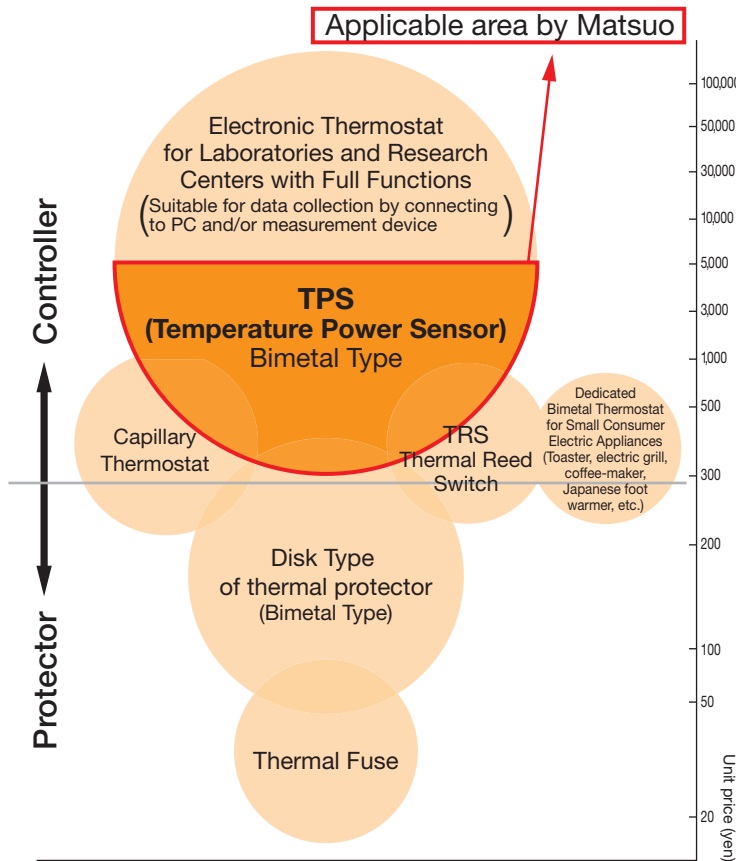 Applicable area by Matsuo
Electronic Thermostat
for Laboratories and Research
Centers with Full Functions
(Suitable for data collection by connecting
to PC and/or measurement device)
TPS
(Temperature Power Sensor)
Bimetal Type
Capillary
Thermostat
TRS
Thermal Reed
Switch
Dedicated
Bimetal Thermostat
for Small Consumer
Electric Appliances
(Toaster, electric grill,
coffee-maker,
Japanese foot
warmer, etc.)
Disk Type
of thermal protector
(Bimetal Type)
Thermal Fuse
Controller
Protector
100,000
50,000
30,000
10,000
5,000
3,000
1,000
500
300
200
100
50
20
Unit price (yen)